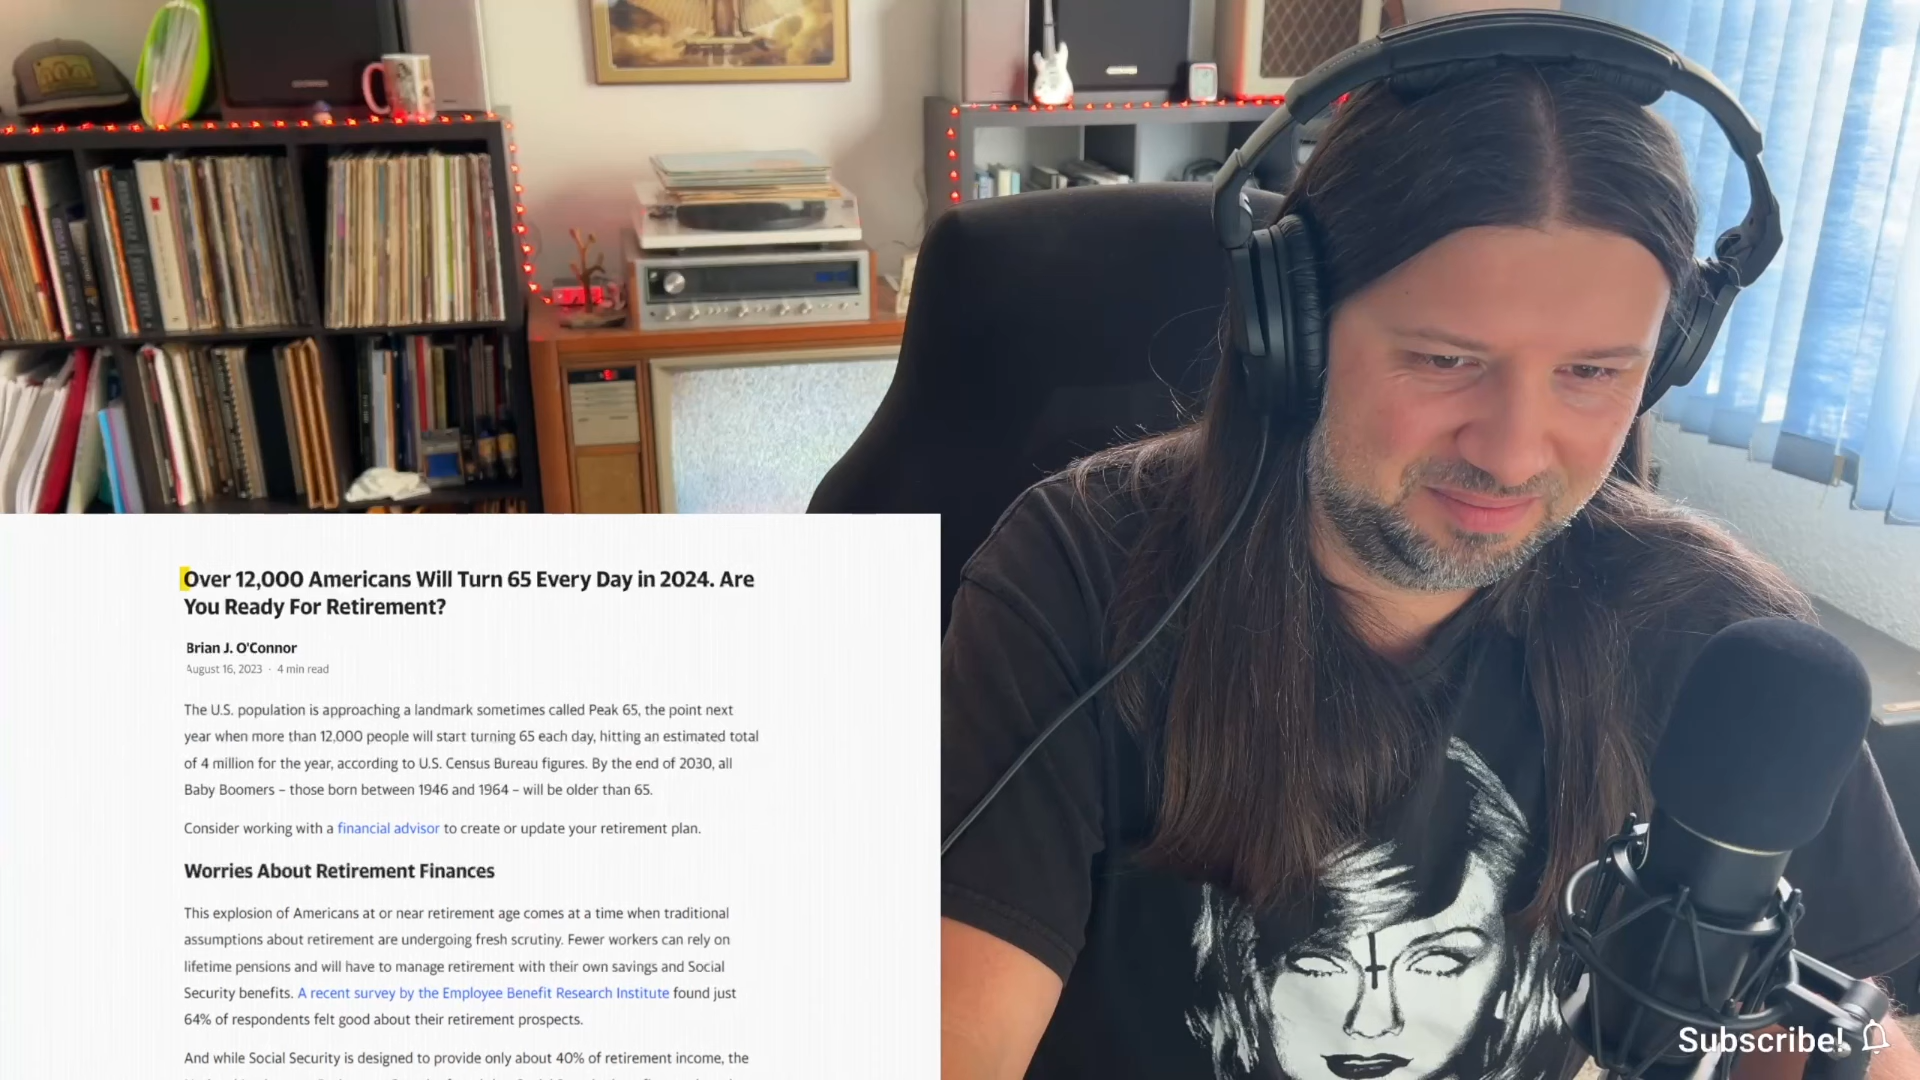 Over 12,000 Americans Will Turn 65 Every Day in 2024. Are
You Ready For Retirement?
Brian J. O'Connor
August 16, 2023 · 4 min read
The U.S. population is approaching a landmark sometimes called Peak 65, the point next
year when more than 12,000 people will start turning 65 each day, hitting an estimated total
of 4 million for the year, according to U.S. Census Bureau figures. By the end of 2030, all
Baby Boomers – those born between 1946 and 1964 – will be older than 65.
Consider working with a financial advisor to create or update your retirement plan.
Worries About Retirement Finances
This explosion of Americans at or near retirement age comes at a time when traditional
assumptions about retirement are undergoing fresh scrutiny. Fewer workers can rely on
lifetime pensions and will have to manage retirement with their own savings and Social
Security benefits. A recent survey by the Employee Benefit Research Institute found just
64% of respondents felt good about their retirement prospects.
And while Social Security is designed to provide only about 40% of retirement income, the
Subscribe!